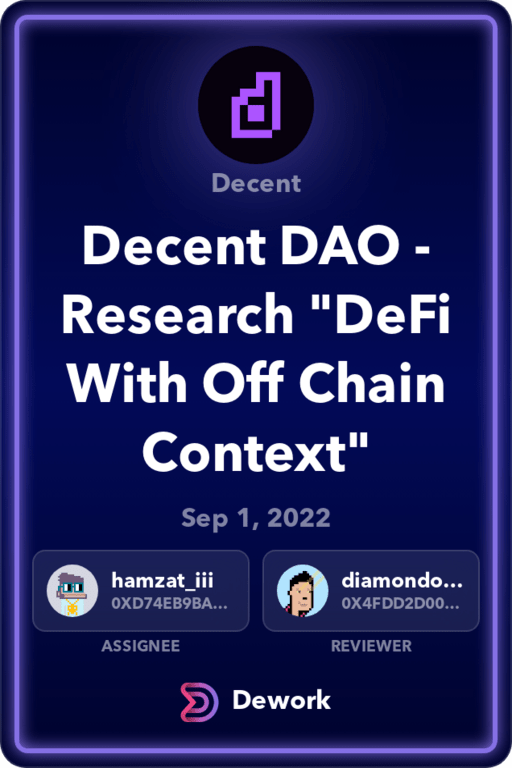 Decent
Decent DAO -
Research "DeFi
With Off Chain
Context"
Sep 1, 2022
hamzat_iii
0XD74EB9BA...
ASSIGNEE
diamondo...
0X4FDD2D00...
REVIEWER
Dework